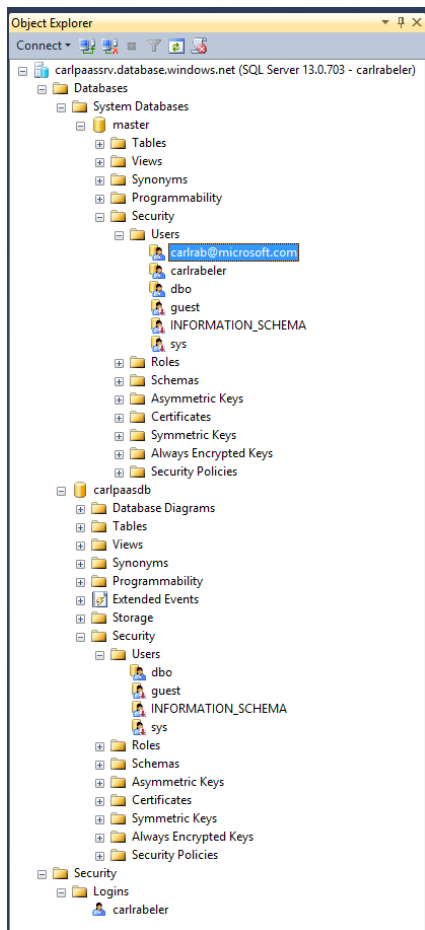 Object Explorer
Connect
carlpaassrv.database.windows.net (SQL Server 13.0.703 - carlrabeler)
Databases
System Databases
master
Tables
Views
Synonyms
Programmability
Security
Users
carlrab@microsoft.com
carlrabeler
dbo
guest
INFORMATION_SCHEMA
sys
Roles
Schemas
Asymmetric Keys
Certificates
Symmetric Keys
Always Encrypted Keys
Security Policies
carlpaasdb
Database Diagrams
Tables
Views
Synonyms
Programmability
Extended Events
Storage
Security
Users
dbo
guest
INFORMATION_SCHEMA
sys
Roles
Schemas
Asymmetric Keys
Certificates
Symmetric Keys
Always Encrypted Keys
Security Policies
Security
Logins
carlrabeler